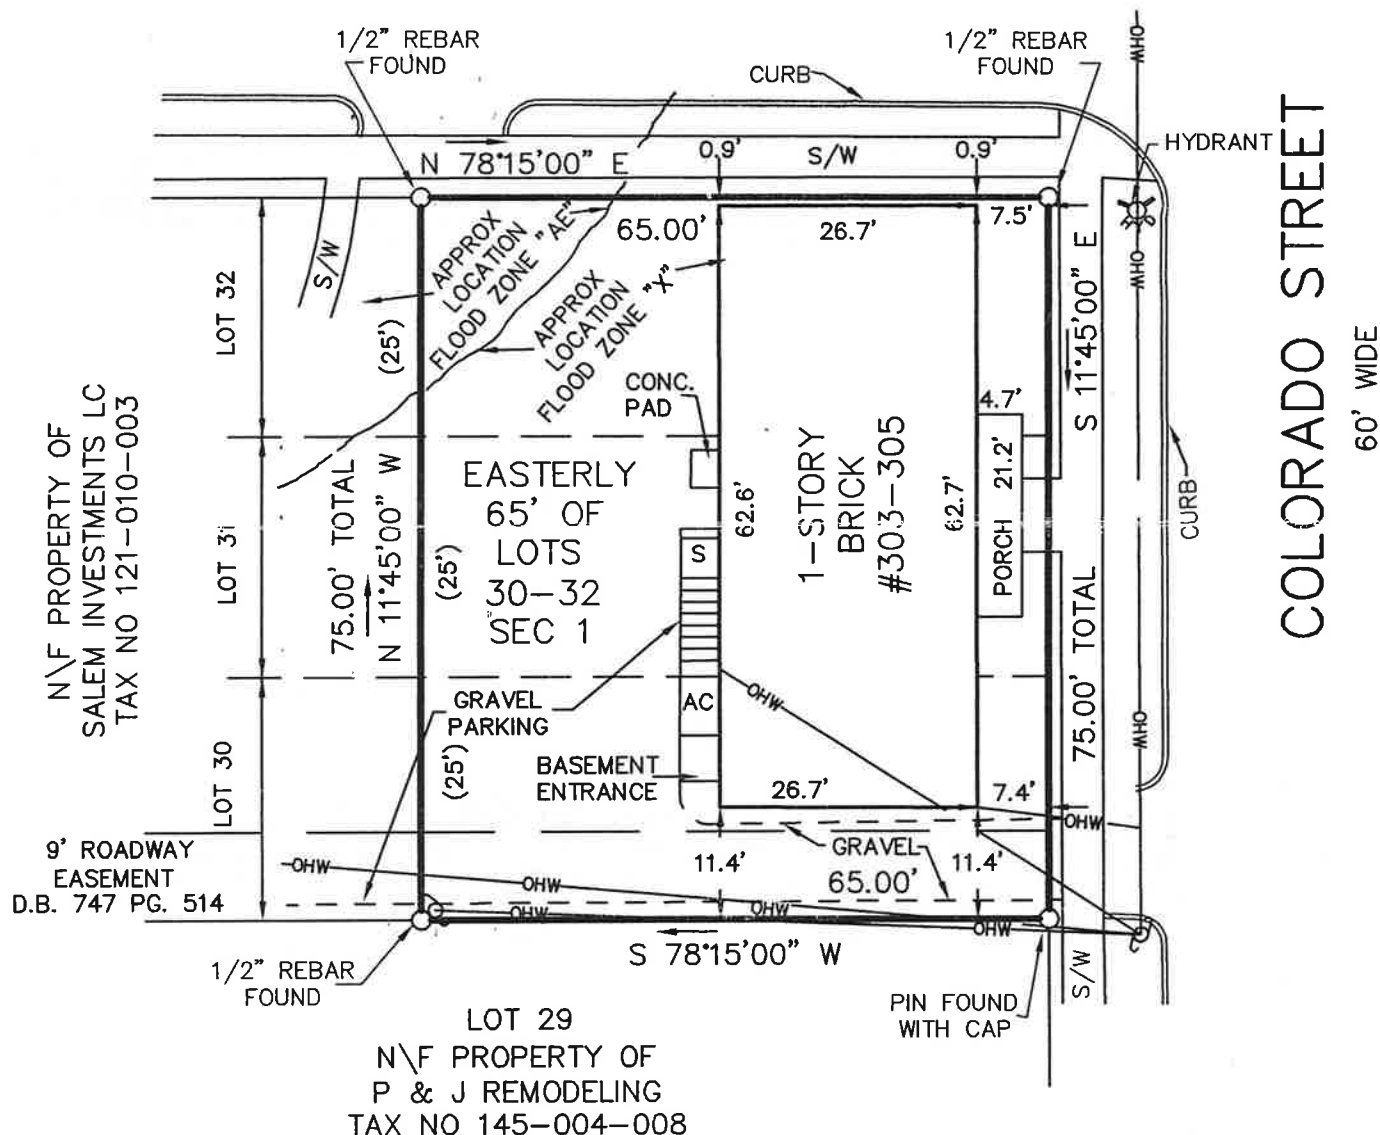 1/2" REBAR
FOUND
1/2" REBAR
FOUND
CURB
OHW
HYDRANT
N 78°15'00" E
0.9'
S/W
0.9'
65.00'
26.7'
7.5'
APPROX
LOCATION
FLOOD ZONE "AE"
APPROX
LOCATION
FLOOD ZONE "X"
S/W
LOT 32
(25')
OHW
S 11°45'00" E
COLORADO STREET
60' WIDE
CONC.
PAD
4.7'
N\F PROPERTY OF
SALEM INVESTMENTS LC
TAX NO 121-010-003
LOT 31
75.00' TOTAL
N 11°45'00" W
(25')
EASTERLY
65' OF
LOTS
30-32
SEC 1
S
62.6'
1-STORY
BRICK
#303-305
62.7'
PORCH 21.2'
CURB
75.00' TOTAL
GRAVEL
PARKING
AC
OHW
OHW
LOT 30
(25')
BASEMENT
ENTRANCE
26.7'
7.4'
OHW
9' ROADWAY
EASEMENT
D.B. 747 PG. 514
OHW
OHW
11.4'
GRAVEL
11.4'
65.00'
OHW
OHW
OHW
S 78°15'00" W
S/W
1/2" REBAR
FOUND
PIN FOUND
WITH CAP
LOT 29
N\F PROPERTY OF
P & J REMODELING
TAX NO 145-004-008